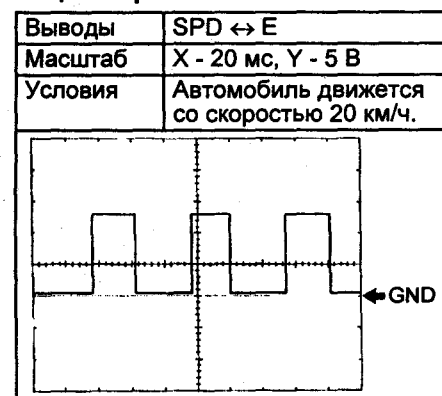 Выводы SPD ↔ E
Масштаб X - 20 мс, Y - 5 В
Условия Автомобиль движется
со скоростью 20 км/ч.
GND